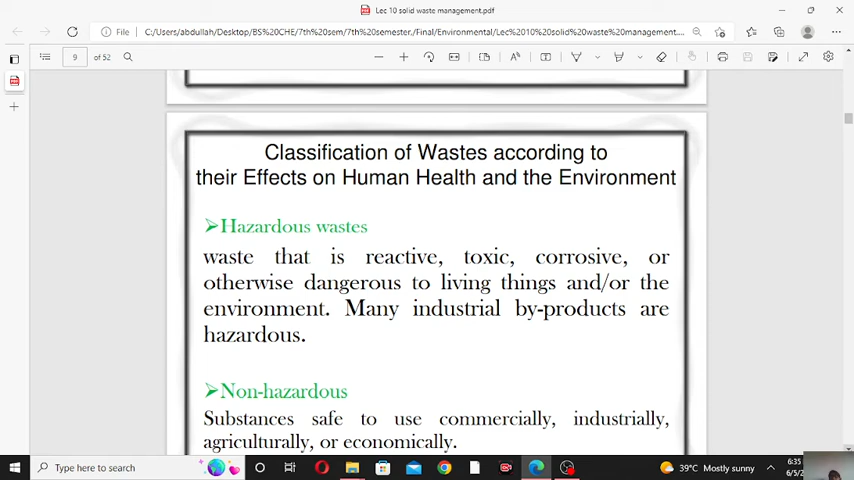 Lec 10 solid waste management.pdf
File
C:/Users/abdullah/Desktop/BS%20CHE/7th%20sem/7th%20semester./Final/Environmental/Lec%2010%20solid%20waste%20management....
9 of 52
Classification of Wastes according to
their Effects on Human Health and the Environment
➢Hazardous wastes
waste that is reactive, toxic, corrosive, or
otherwise dangerous to living things and/or the
environment. Many industrial by-products are
hazardous.
➢Non-hazardous
Substances safe to use commercially, industrially,
agriculturally, or economically.
Type here to search
39°C Mostly sunny
6:35
6/5/2